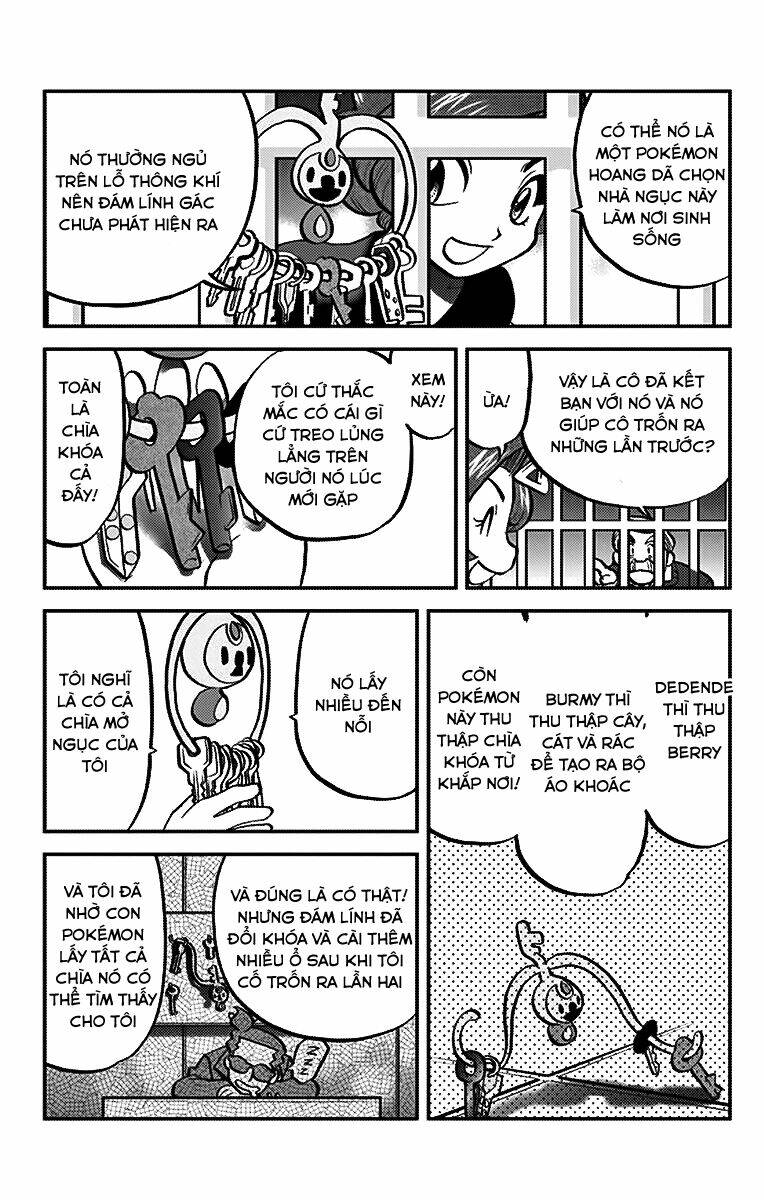 CÓ THỂ NÓ LÀ
MỘT POKÉMON
HOANG DÃ CHỌN
NHÀ NGỤC NÀY
LÀM NƠI SINH
SỐNG
NÓ THƯỜNG NGỦ
TRÊN LỖ THÔNG KHÍ
NÊN ĐÁM LÍNH GÁC
CHƯA PHÁT HIỆN RA
VẬY LÀ CÔ ĐÃ KẾT
BẠN VỚI NÓ VÀ NÓ
GIÚP CÔ TRỐN RA
NHỮNG LẦN TRƯỚC?
ỪA!
XEM
NÀY!
TÔI CỨ THẮC
MẮC CÓ CÁI GÌ
CỨ TREO LỦNG
LẲNG TRÊN
NGƯỜI NÓ LÚC
MỚI GẶP
TOÀN
LÀ
CHÌA
KHÓA
CẢ
ĐẤY!
DEDENDE
THÌ THU
THẬP
BERRY
BURMY THÌ
THU THẬP CÂY,
CÁT VÀ RÁC
ĐỂ TẠO RA BỘ
ÁO KHOÁC
CÒN
POKÉMON
NÀY THU
THẬP CHÌA
KHÓA TỪ
KHẮP NƠI!
NÓ LẤY
NHIỀU ĐẾN
NỖI
TÔI NGHĨ
LÀ CÓ CẢ
CHÌA MỞ
NGỤC CỦA
TÔI
VÀ ĐÚNG LÀ CÓ THẬT!
NHƯNG ĐÁM LÍNH ĐÃ
ĐỔI KHÓA VÀ CÀI THÊM
NHIỀU Ổ SAU KHI TÔI
CỐ TRỐN RA LẦN HAI
VÀ TÔI ĐÃ
NHỜ CON
POKÉMON
LẤY TẤT CẢ
CHÌA NÓ CÓ
THỂ TÌM THẤY
CHO TÔI